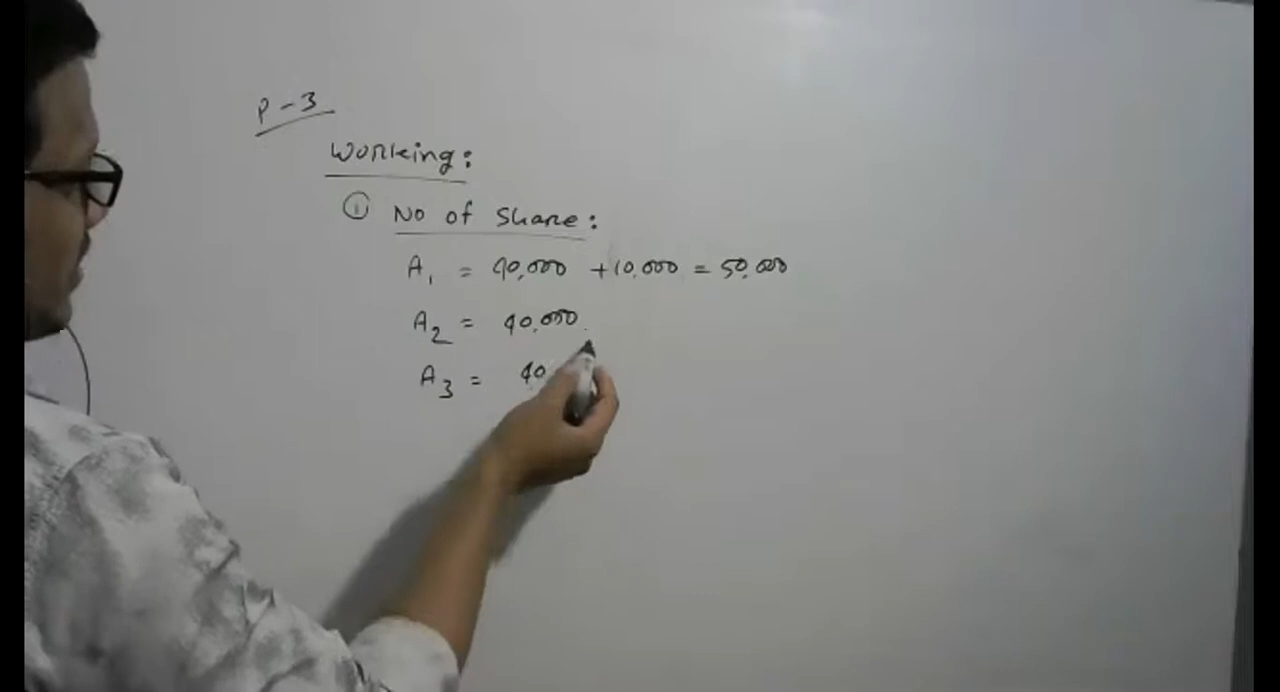 P-3
Working:
① No of Share:
A₁ = 40,000 + 10,000 = 50,000
A₂ = 40,000
A₃ = 40